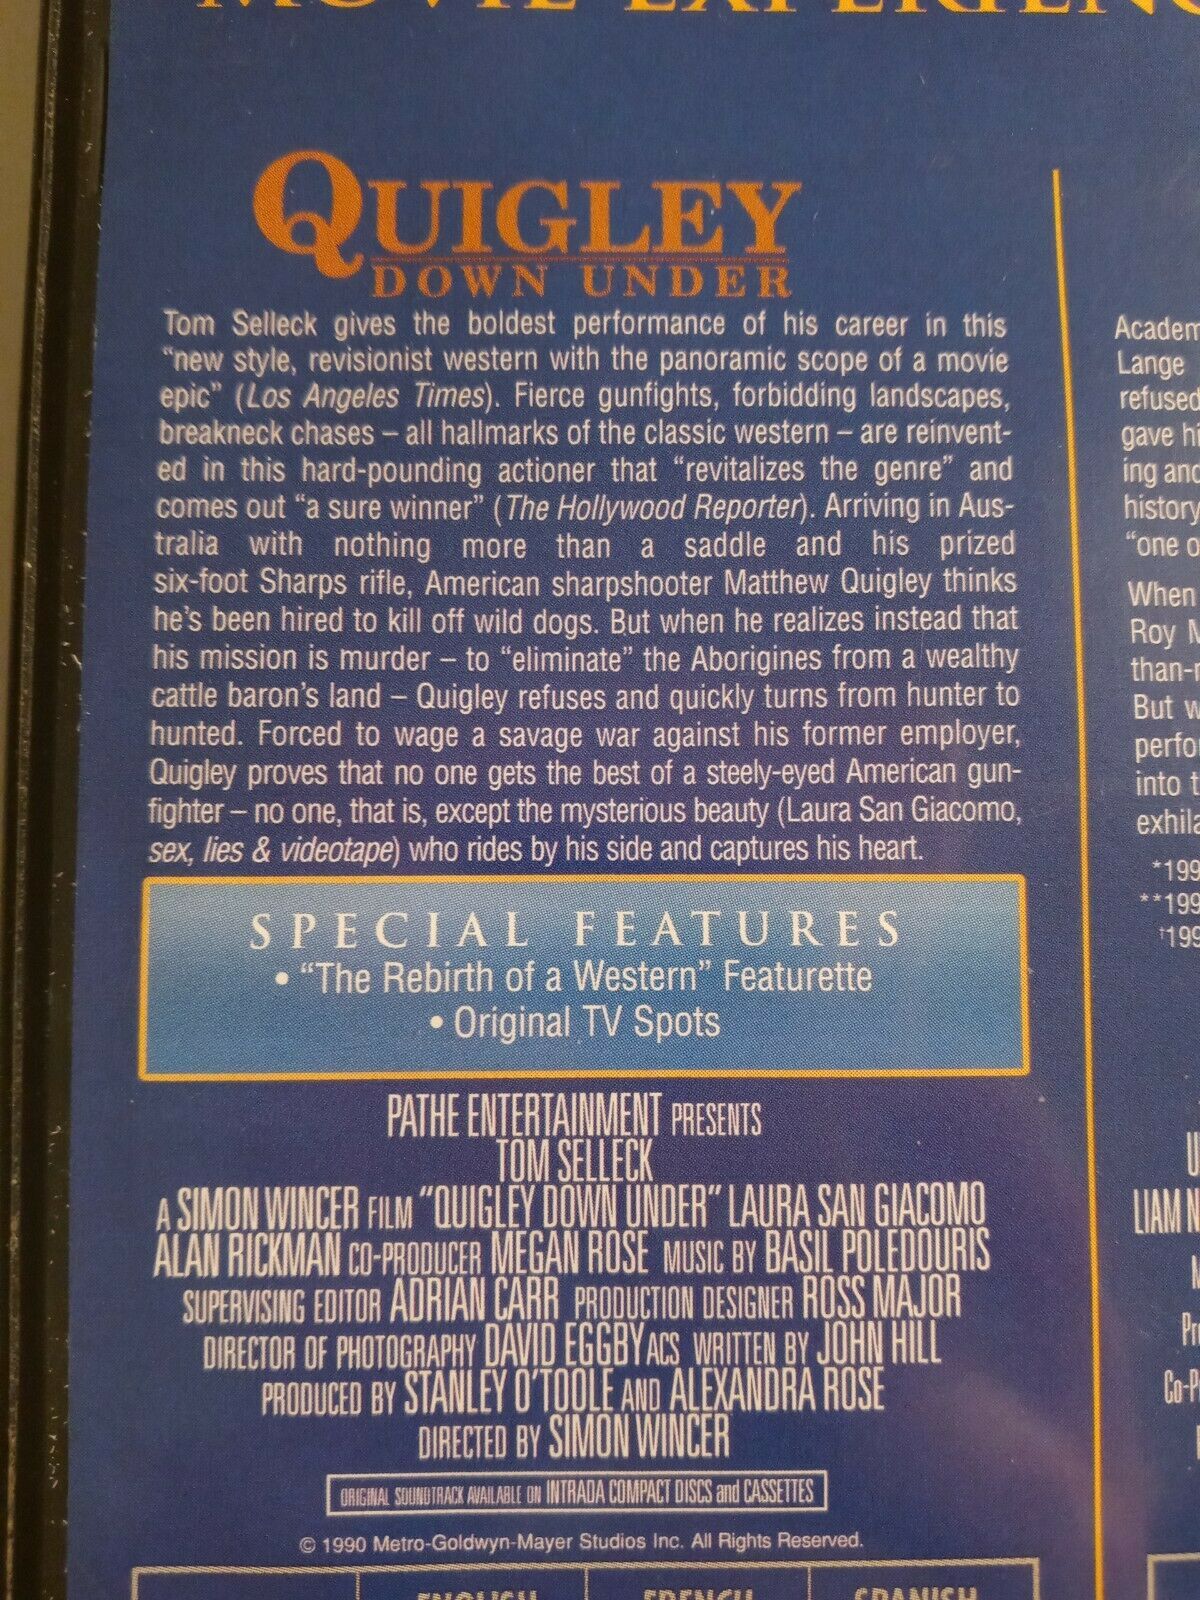 MOVIE EXPERIENC
QUIGLEY
DOWN UNDER
Tom Selleck gives the boldest performance of his career in this
"new style, revisionist western with the panoramic scope of a movie
epic" (Los Angeles Times). Fierce gunfights, forbidding landscapes,
breakneck chases – all hallmarks of the classic western – are reinvent-
ed in this hard-pounding actioner that "revitalizes the genre" and
comes out "a sure winner" (The Hollywood Reporter). Arriving in Aus-
tralia with nothing more than a saddle and his prized
six-foot Sharps rifle, American sharpshooter Matthew Quigley thinks
he's been hired to kill off wild dogs. But when he realizes instead that
his mission is murder – to "eliminate" the Aborigines from a wealthy
cattle baron's land – Quigley refuses and quickly turns from hunter to
hunted. Forced to wage a savage war against his former employer,
Quigley proves that no one gets the best of a steely-eyed American gun-
fighter – no one, that is, except the mysterious beauty (Laura San Giacomo,
sex, lies & videotape) who rides by his side and captures his heart.
SPECIAL FEATURES
• "The Rebirth of a Western" Featurette
• Original TV Spots
PATHE ENTERTAINMENT PRESENTS
TOM SELLECK
A SIMON WINCER FILM "QUIGLEY DOWN UNDER" LAURA SAN GIACOMO
ALAN RICKMAN CO-PRODUCER MEGAN ROSE MUSIC BY BASIL POLEDOURIS
SUPERVISING EDITOR ADRIAN CARR PRODUCTION DESIGNER ROSS MAJOR
DIRECTOR OF PHOTOGRAPHY DAVID EGGBY ACS WRITTEN BY JOHN HILL
PRODUCED BY STANLEY O'TOOLE AND ALEXANDRA ROSE
DIRECTED BY SIMON WINCER
ORIGINAL SOUNDTRACK AVAILABLE ON INTRADA COMPACT DISCS and CASSETTES
© 1990 Metro-Goldwyn-Mayer Studios Inc. All Rights Reserved.
ENGLISH FRENCH SPANISH
Academ
Lange
refused
gave hi
ing and
history
"one o
When
Roy M
than-r
But w
perfo
into t
exhila
*199
**199
†199
LIAM N
Pr
Co-P